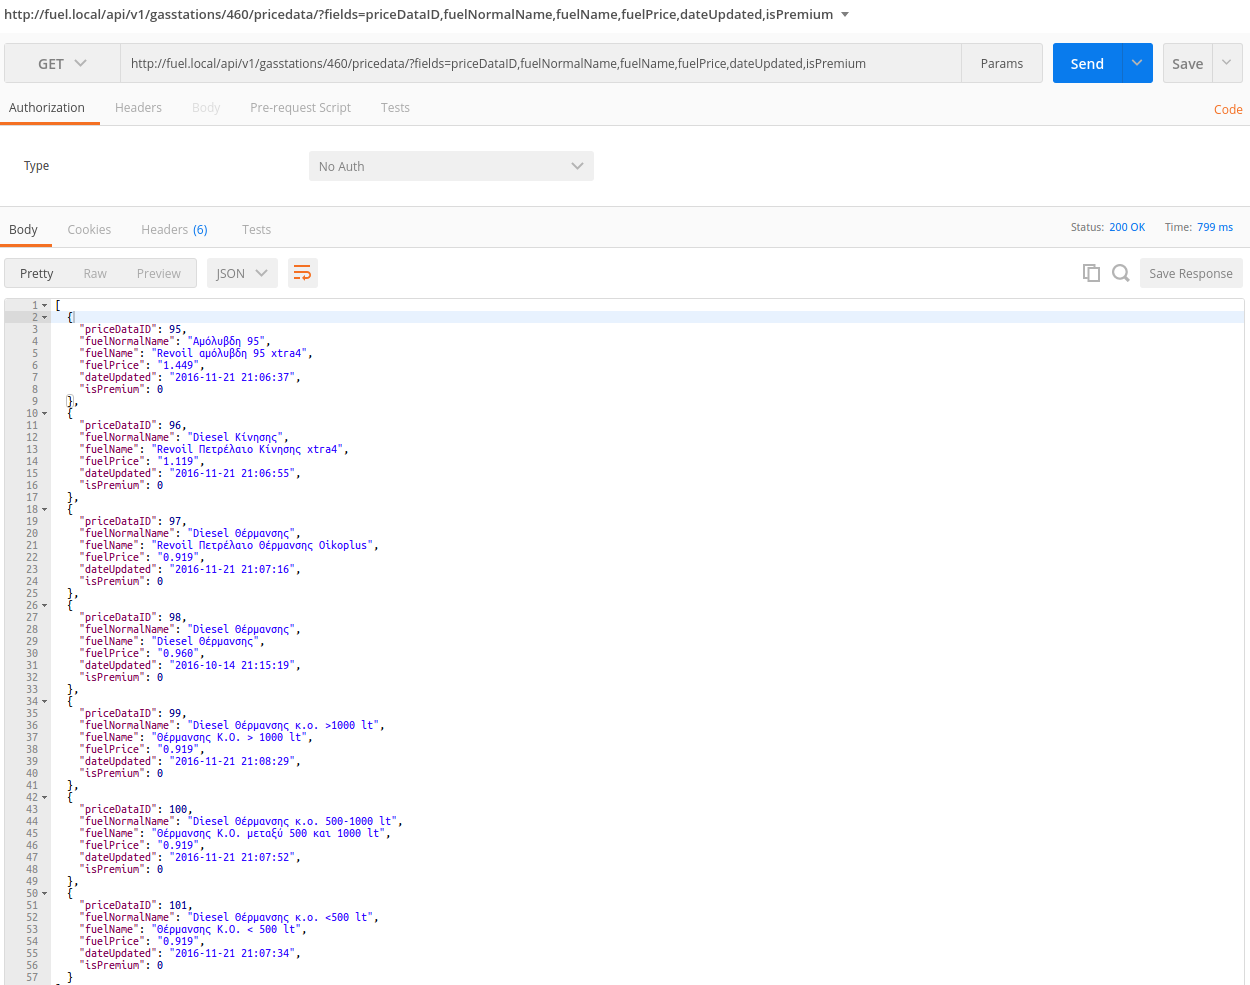 http://fuel.local/api/v1/gasstations/460/pricedata/?fields=priceDataID,fuelNormalName,fuelName,fuelPrice,dateUpdated,isPremium
GET http://fuel.local/api/v1/gasstations/460/pricedata/?fields=priceDataID,fuelNormalName,fuelName,fuelPrice,dateUpdated,isPremium Params Send Save
Authorization Headers Body Pre-request Script Tests Code
Type No Auth
Body Cookies Headers (6) Tests Status: 200 OK Time: 799 ms
Pretty Raw Preview JSON Save Response
1 [
2 {
3 "priceDataID": 95,
4 "fuelNormalName": "Αμόλυβδη 95",
5 "fuelName": "Revoil αμόλυβδη 95 xtra4",
6 "fuelPrice": "1.449",
7 "dateUpdated": "2016-11-21 21:06:37",
8 "isPremium": 0
9 },
10 {
11 "priceDataID": 96,
12 "fuelNormalName": "Diesel Κίνησης",
13 "fuelName": "Revoil Πετρέλαιο Κίνησης xtra4",
14 "fuelPrice": "1.119",
15 "dateUpdated": "2016-11-21 21:06:55",
16 "isPremium": 0
17 },
18 {
19 "priceDataID": 97,
20 "fuelNormalName": "Diesel Θέρμανσης",
21 "fuelName": "Revoil Πετρέλαιο Θέρμανσης Oikoplus",
22 "fuelPrice": "0.919",
23 "dateUpdated": "2016-11-21 21:07:16",
24 "isPremium": 0
25 },
26 {
27 "priceDataID": 98,
28 "fuelNormalName": "Diesel Θέρμανσης",
29 "fuelName": "Diesel Θέρμανσης",
30 "fuelPrice": "0.960",
31 "dateUpdated": "2016-10-14 21:15:19",
32 "isPremium": 0
33 },
34 {
35 "priceDataID": 99,
36 "fuelNormalName": "Diesel Θέρμανσης κ.ο. >1000 lt",
37 "fuelName": "Θέρμανσης Κ.Ο. > 1000 lt",
38 "fuelPrice": "0.919",
39 "dateUpdated": "2016-11-21 21:08:29",
40 "isPremium": 0
41 },
42 {
43 "priceDataID": 100,
44 "fuelNormalName": "Diesel Θέρμανσης κ.ο. 500-1000 lt",
45 "fuelName": "Θέρμανσης Κ.Ο. μεταξύ 500 και 1000 lt",
46 "fuelPrice": "0.919",
47 "dateUpdated": "2016-11-21 21:07:52",
48 "isPremium": 0
49 },
50 {
51 "priceDataID": 101,
52 "fuelNormalName": "Diesel Θέρμανσης κ.ο. <500 lt",
53 "fuelName": "Θέρμανσης Κ.Ο. < 500 lt",
54 "fuelPrice": "0.919",
55 "dateUpdated": "2016-11-21 21:07:34",
56 "isPremium": 0
57 }